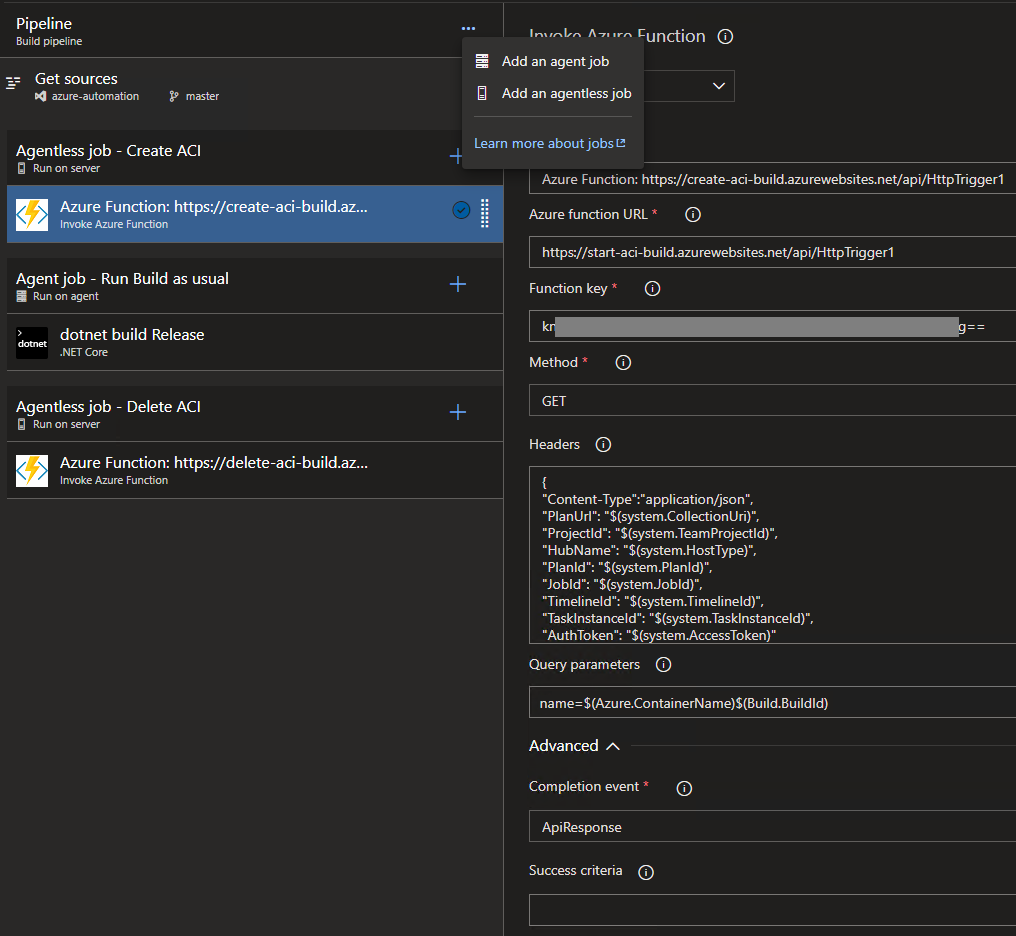 Pipeline
Build pipeline
...
Get sources
azure-automation master
Agentless job - Create ACI
Run on server
Azure Function: https://create-aci-build.az...
Invoke Azure Function
Agent job - Run Build as usual
Run on agent
dotnet
dotnet build Release
.NET Core
Agentless job - Delete ACI
Run on server
Azure Function: https://delete-aci-build.az...
Invoke Azure Function
Add an agent job
Add an agentless job
Learn more about jobs
Invoke Azure Function
Azure Function: https://create-aci-build.azurewebsites.net/api/HttpTrigger1
Azure function URL *
https://start-aci-build.azurewebsites.net/api/HttpTrigger1
Function key *
kn g==
Method *
GET
Headers
{
"Content-Type":"application/json",
"PlanUrl": "$(system.CollectionUri)",
"ProjectId": "$(system.TeamProjectId)",
"HubName": "$(system.HostType)",
"PlanId": "$(system.PlanId)",
"JobId": "$(system.JobId)",
"TimelineId": "$(system.TimelineId)",
"TaskInstanceId": "$(system.TaskInstanceId)",
"AuthToken": "$(system.AccessToken)"
Query parameters
name=$(Azure.ContainerName)$(Build.BuildId)
Advanced
Completion event *
ApiResponse
Success criteria